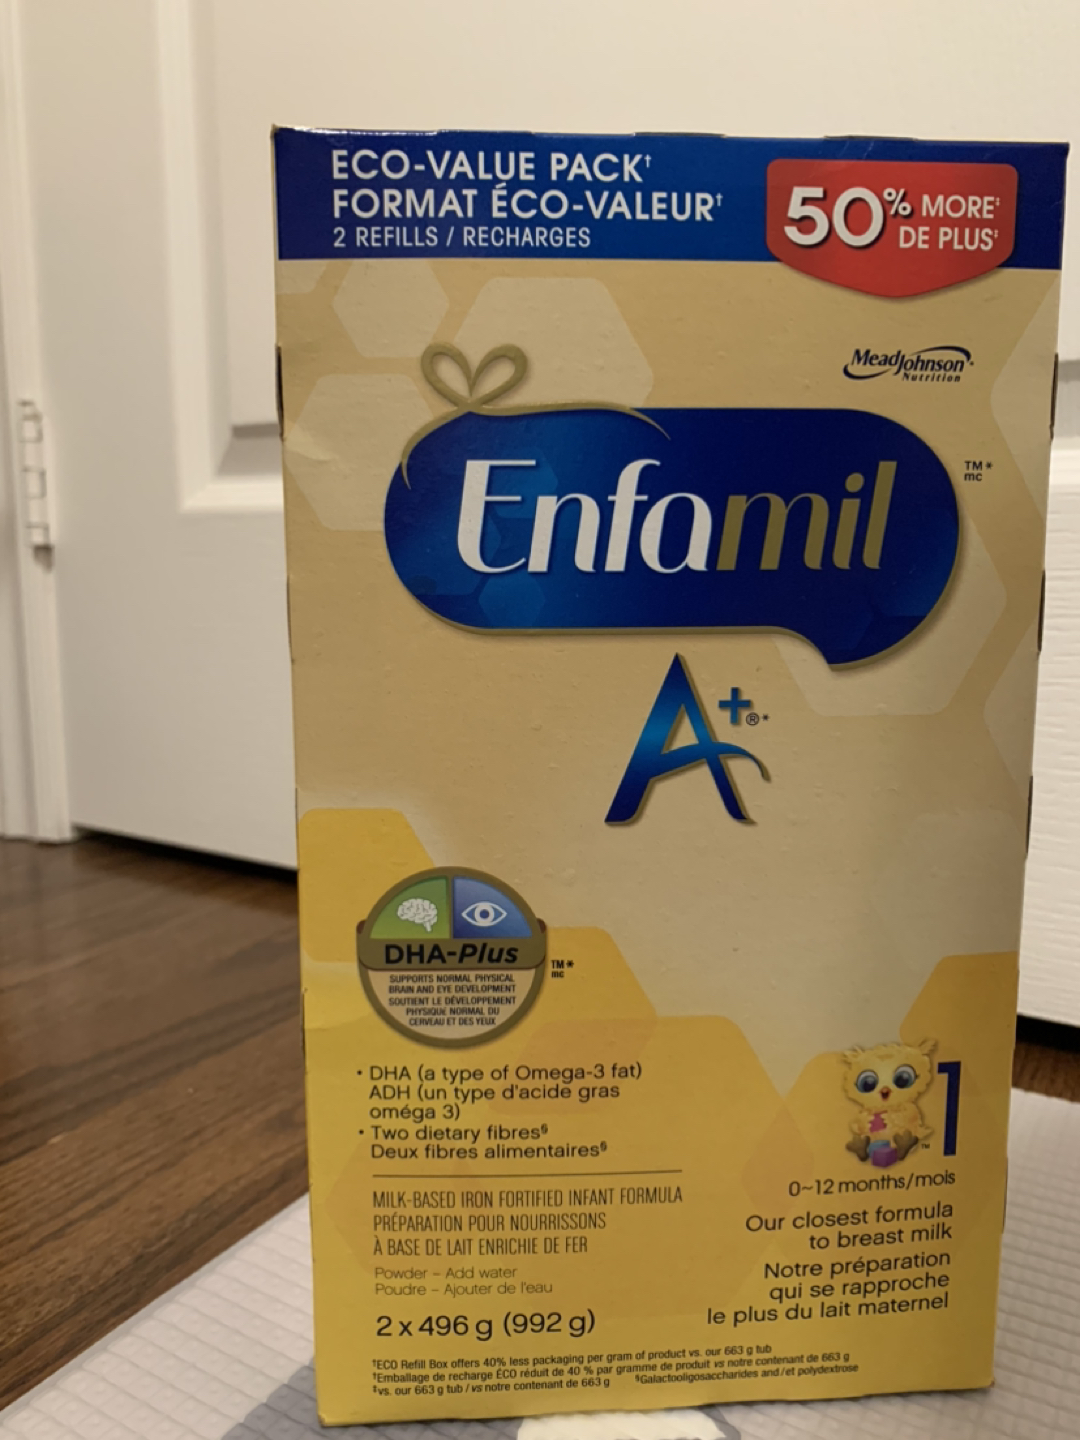 ECO-VALUE PACK†
FORMAT ÉCO-VALEUR†
2 REFILLS / RECHARGES
50% MORE‡
DE PLUS‡
MeadJohnson
Nutrition
Enfamil
TM*
mc
A+®*
DHA-Plus
TM*
mc
SUPPORTS NORMAL PHYSICAL
BRAIN AND EYE DEVELOPMENT
SOUTIENT LE DÉVELOPPEMENT
PHYSIQUE NORMAL DU
CERVEAU ET DES YEUX
• DHA (a type of Omega-3 fat)
ADH (un type d'acide gras
oméga 3)
• Two dietary fibres§
Deux fibres alimentaires§
MILK-BASED IRON FORTIFIED INFANT FORMULA
PRÉPARATION POUR NOURRISSONS
À BASE DE LAIT ENRICHIE DE FER
Powder – Add water
Poudre – Ajouter de l'eau
2 x 496 g (992 g)
1
TM
0~12 months/mois
Our closest formula
to breast milk
Notre préparation
qui se rapproche
le plus du lait maternel
†ECO Refill Box offers 40% less packaging per gram of product vs. our 663 g tub
†Emballage de recharge ÉCO réduit de 40 % par gramme de produit vs notre contenant de 663 g
‡vs. our 663 g tub / vs notre contenant de 663 g §Galactooligosaccharides and/et polydextrose